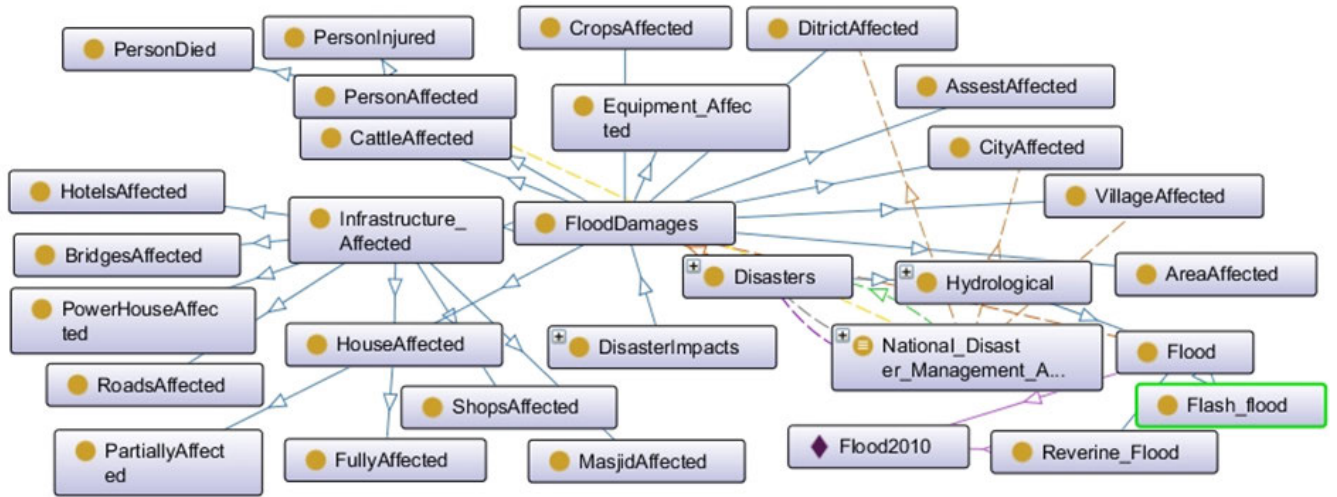 PersonDied
PersonInjured
CropsAffected
DitrictAffected
PersonAffected
Equipment_Affec
ted
AssestAffected
CattleAffected
CityAffected
HotelsAffected
Infrastructure_
Affected
FloodDamages
VillageAffected
BridgesAffected
Disasters
Hydrological
AreaAffected
PowerHouseAffec
ted
HouseAffected
DisasterImpacts
National_Disast
er_Management_A...
Flood
RoadsAffected
ShopsAffected
Flash_flood
PartiallyAffect
ed
FullyAffected
MasjidAffected
Flood2010
Reverine_Flood